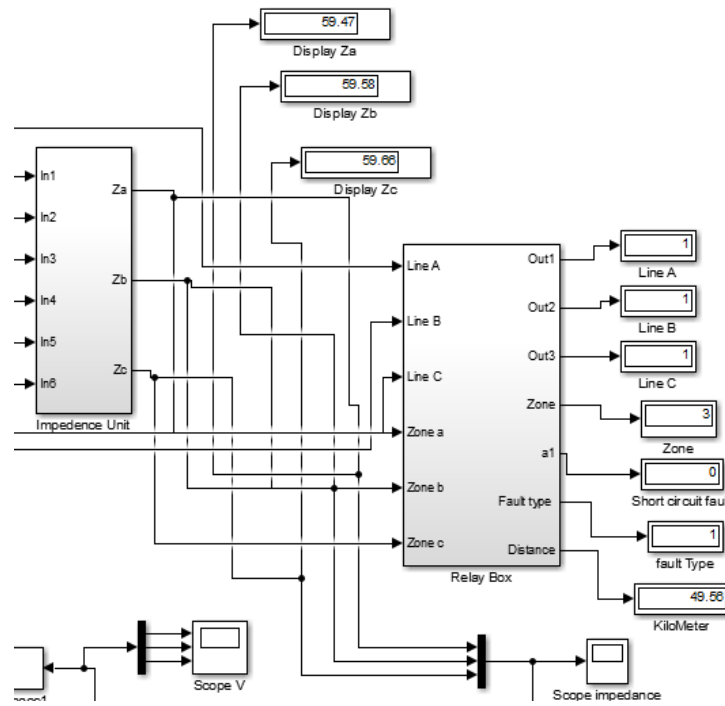 59.47
Display Za
59.58
Display Zb
59.66
Display Zc
In1
In2
In3
In4
In5
In6
Za
Zb
Zc
Impedence Unit
Line A
Line B
Line C
Zone a
Zone b
Zone c
Out1
Out2
Out3
Zone
a1
Fault type
Distance
Relay Box
1
Line A
1
Line B
1
Line C
3
Zone
0
Short circuit fau
1
fault Type
49.56
KiloMeter
Scope V
Scope impedance